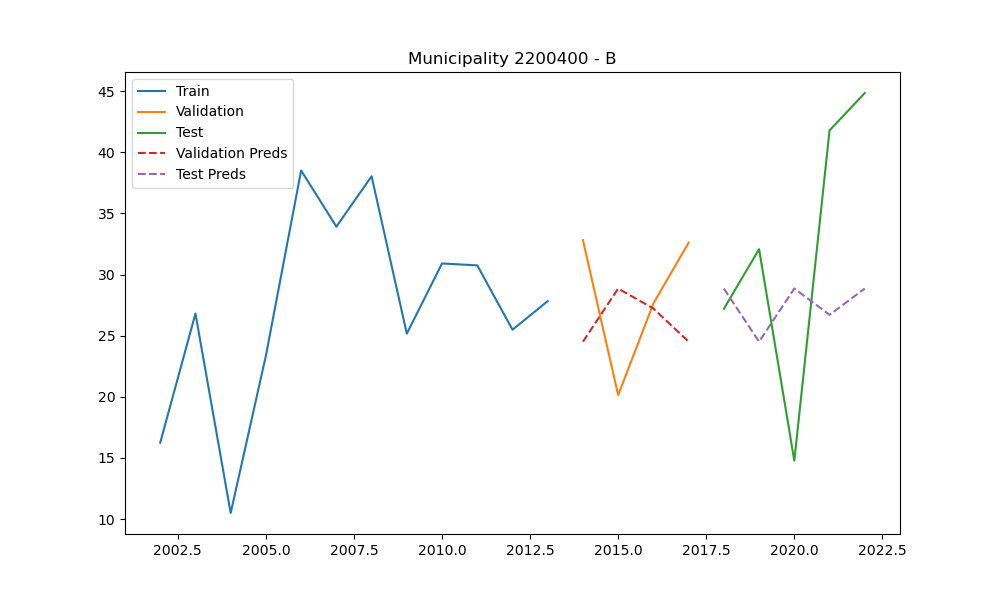 Municipality 2200400 - B
Train
Validation
Test
Validation Preds
Test Preds
45
40
35
30
25
20
15
10
2002.5 2005.0 2007.5 2010.0 2012.5 2015.0 2017.5 2020.0 2022.5